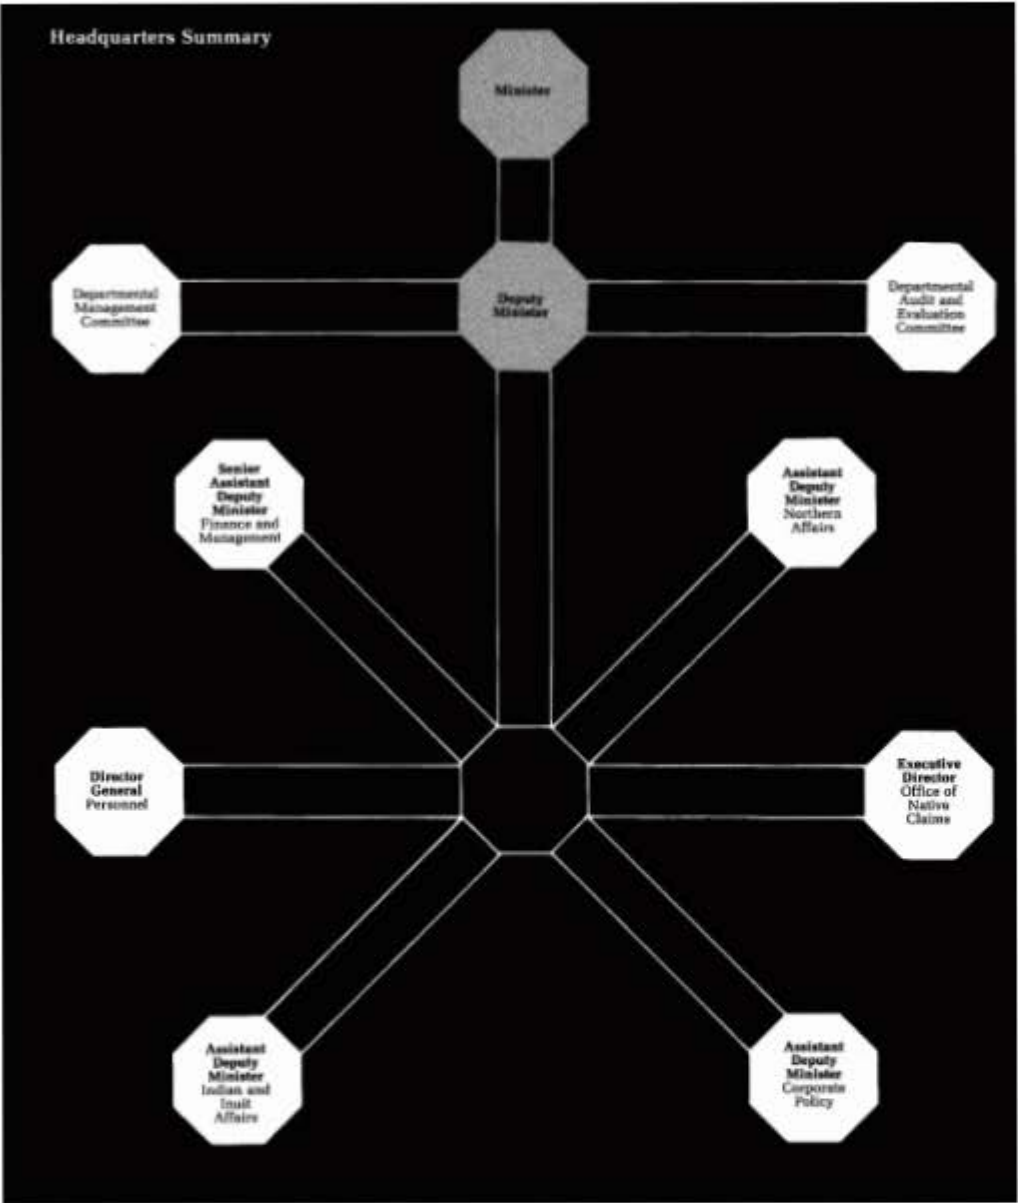 Headquarters Summary
Minister
Departmental
Management
Committee
Deputy
Minister
Departmental
Audit and
Evaluation
Committee
Senior
Assistant
Deputy
Minister
Finance and
Management
Assistant
Deputy
Minister
Northern
Affairs
Director
General
Personnel
Executive
Director
Office of
Native
Claims
Assistant
Deputy
Minister
Indian and
Inuit
Affairs
Assistant
Deputy
Minister
Corporate
Policy